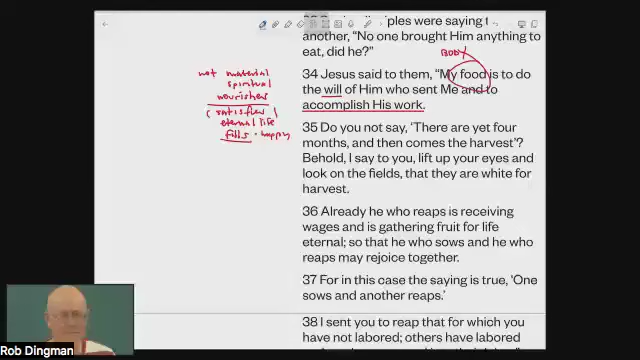 ples were saying t
another, "No one brought Him anything to
eat, did he?"
BODY
34 Jesus said to them, "My food is to do
the will of Him who sent Me and to
accomplish His work.
not material
spiritual
nourishes
(satisfies)
eternal life
fills · happy
35 Do you not say, 'There are yet four
months, and then comes the harvest'?
Behold, I say to you, lift up your eyes and
look on the fields, that they are white for
harvest.
36 Already he who reaps is receiving
wages and is gathering fruit for life
eternal; so that he who sows and he who
reaps may rejoice together.
37 For in this case the saying is true, 'One
sows and another reaps.'
38 I sent you to reap that for which you
have not labored; others have labored
Rob Dingman